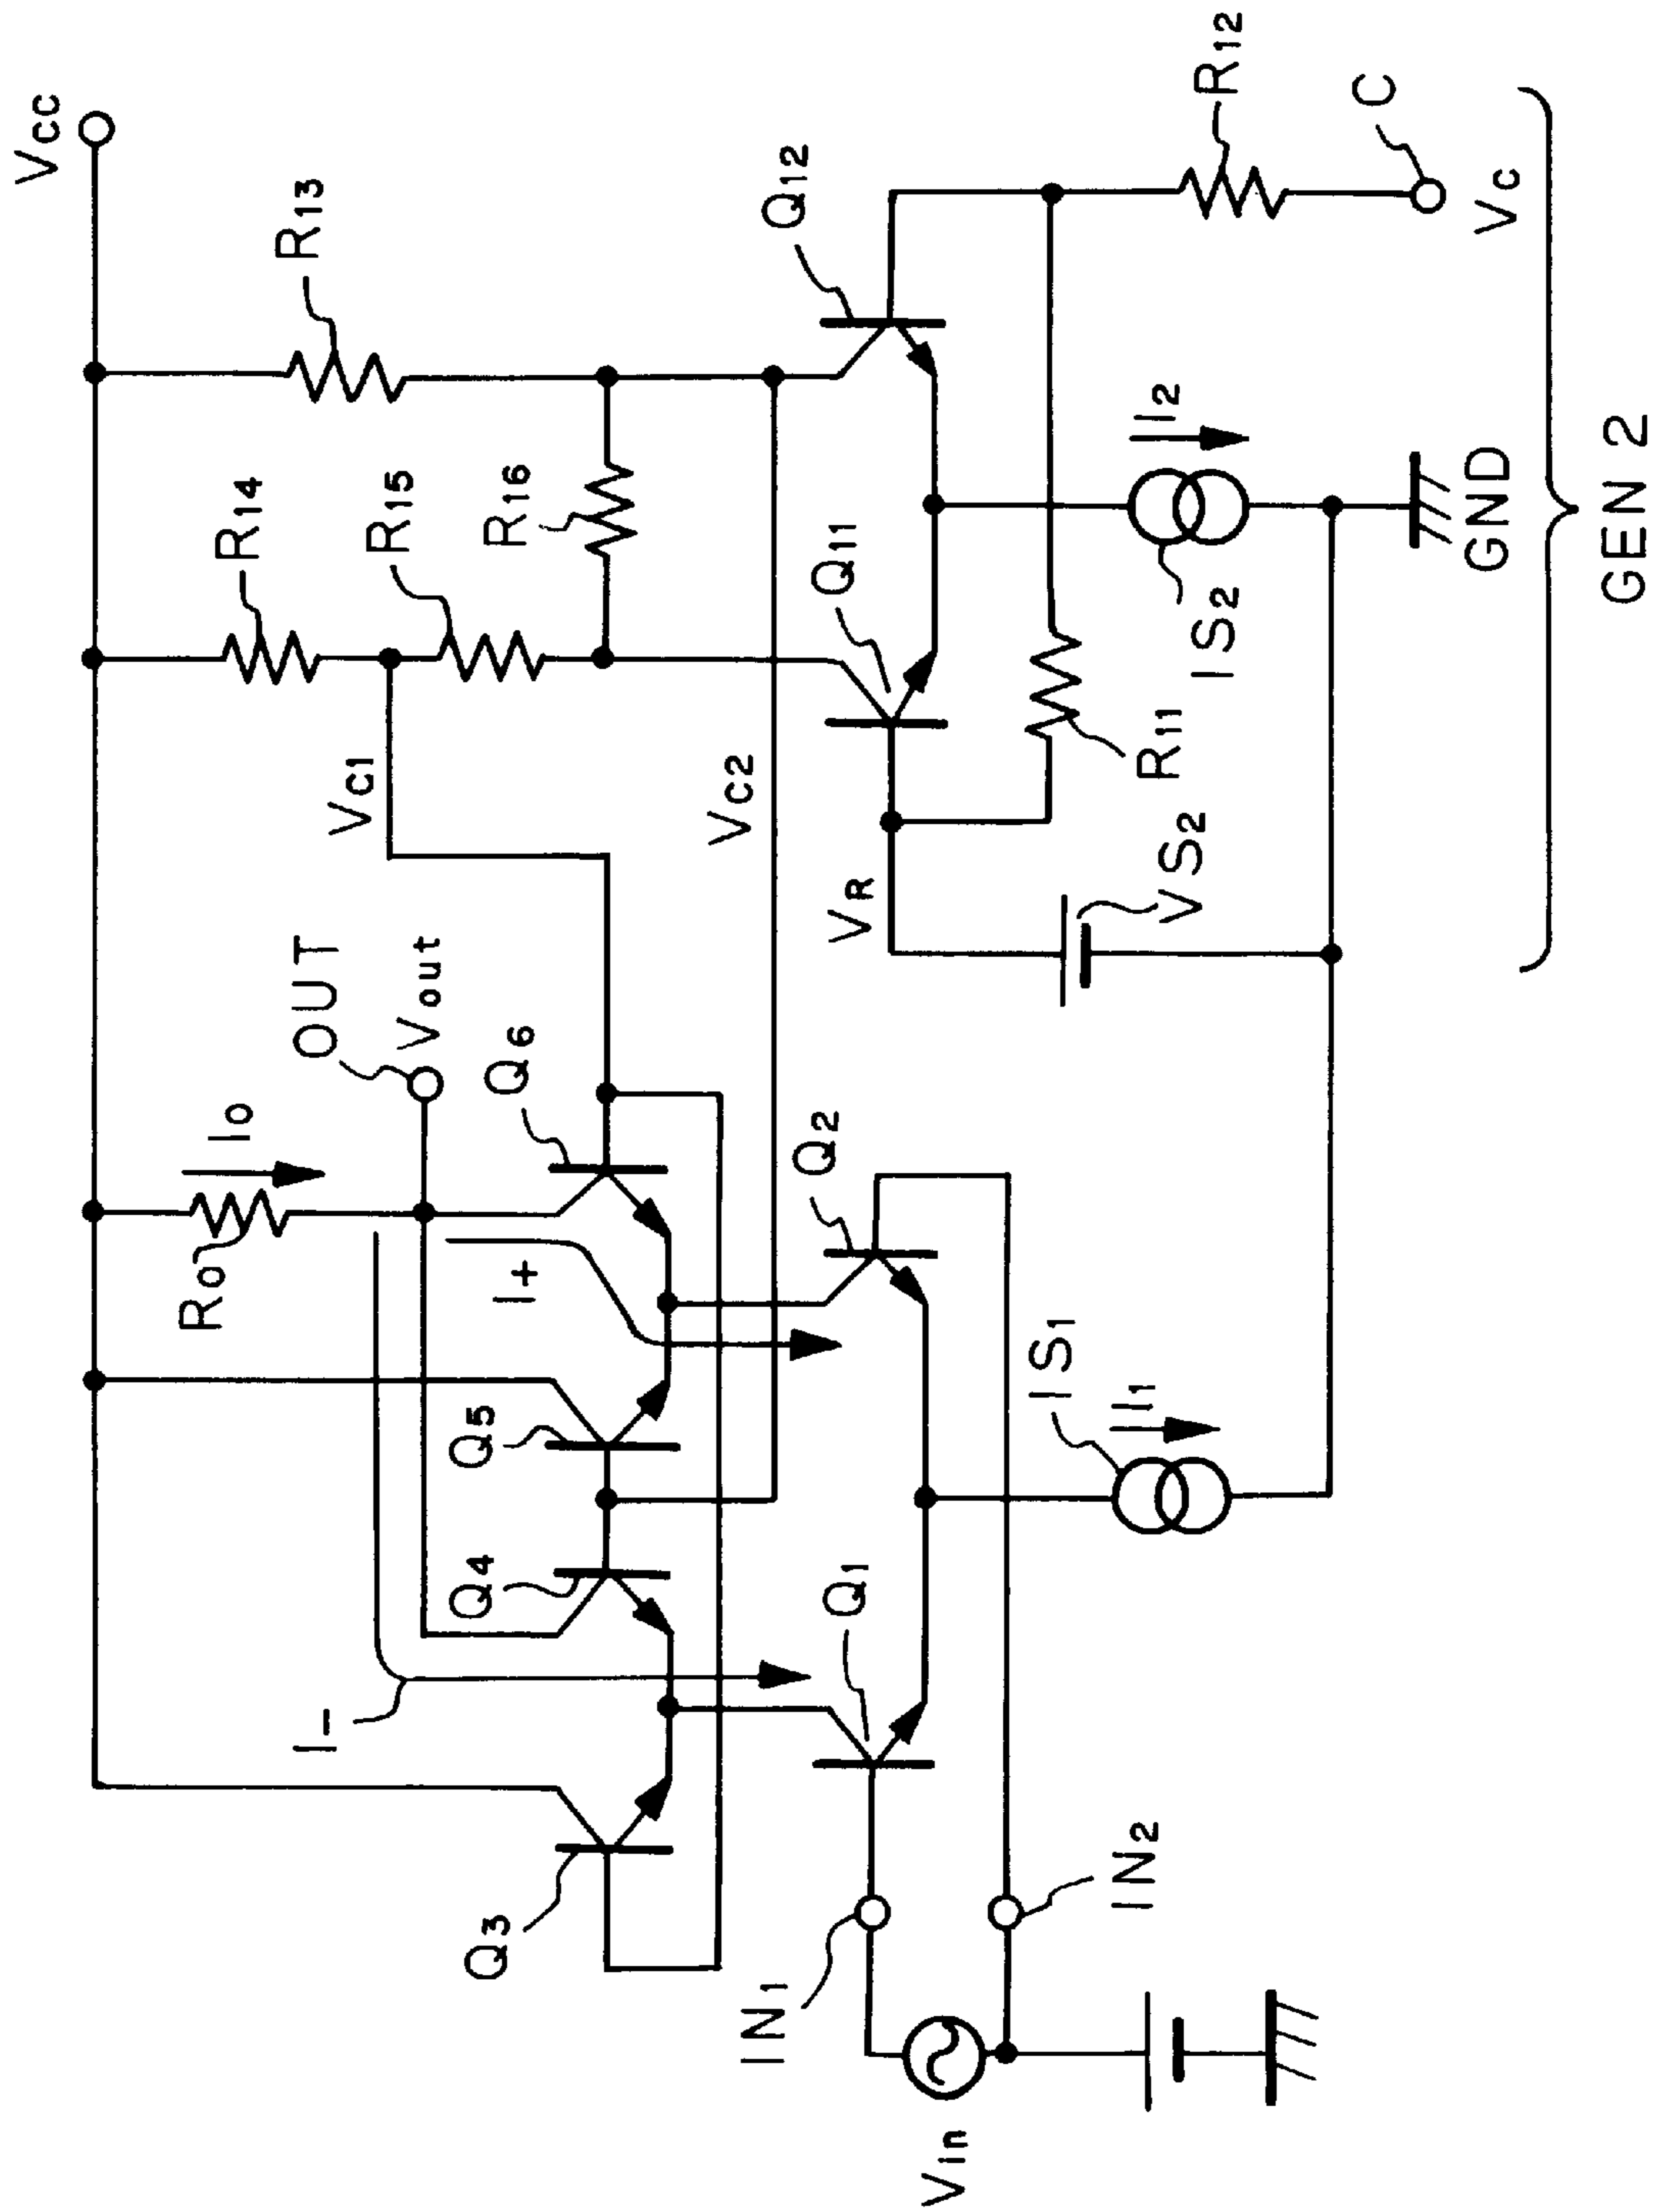 Vcc
R13
R14
R15
R16
Q12
R12
C
Vc
Q11
I2
IS2
GND
GEN 2
R11
VS2
VR
Vc1
Vc2
OUT
Vout
Io
Ro
Q6
I+
Q2
Q5
IS1
I1
Q4
Q1
I-
Q3
IN1
IN2
Vin